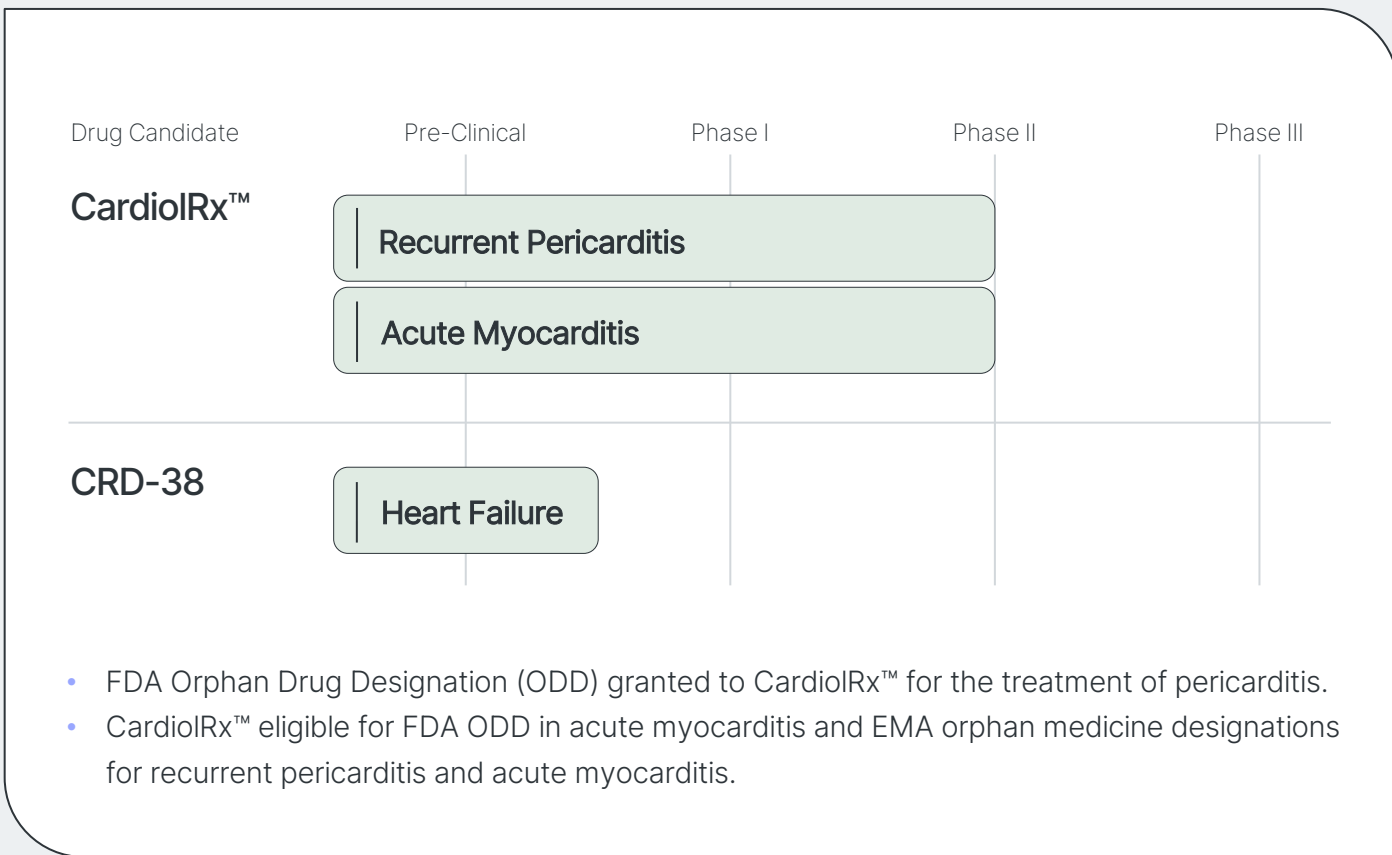 Drug Candidate Pre-Clinical Phase I Phase II Phase III
CardiolRx™
Recurrent Pericarditis
Acute Myocarditis
CRD-38
Heart Failure
• FDA Orphan Drug Designation (ODD) granted to CardiolRx™ for the treatment of pericarditis.
• CardiolRx™ eligible for FDA ODD in acute myocarditis and EMA orphan medicine designations
for recurrent pericarditis and acute myocarditis.